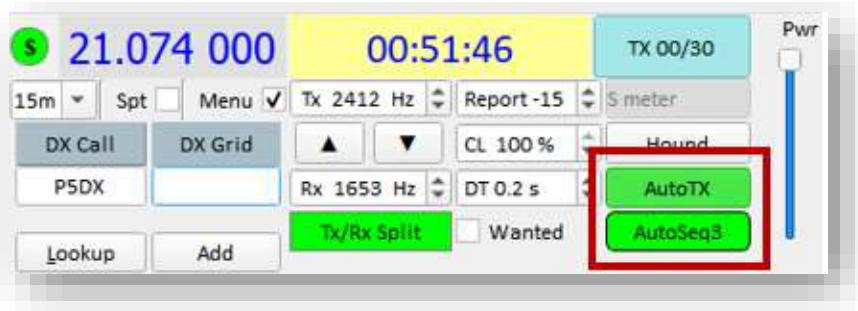 S 21.074 000 00:51:46 TX 00/30 Pwr
15m Spt Menu Tx 2412 Hz Report -15 S meter
DX Call DX Grid ▲ ▼ CL 100 % Hound
P5DX Rx 1653 Hz DT 0.2 s AutoTX
Tx/Rx Split Wanted AutoSeq3
Lookup Add